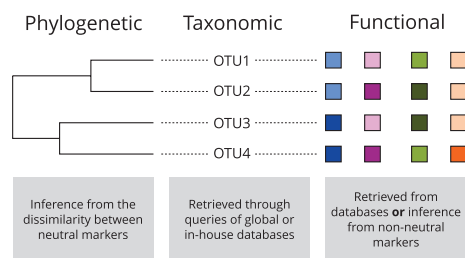 Phylogenetic Taxonomic Functional
OTU1
OTU2
OTU3
OTU4
Inference from the
dissimilarity between
neutral markers
Retrieved through
queries of global or
in-house databases
Retrieved from
databases or inference
from non-neutral
markers